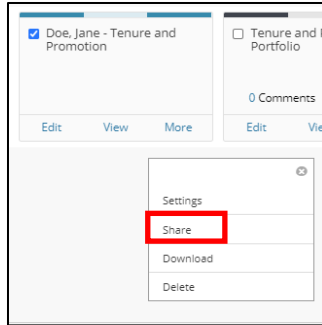 Doe, Jane - Tenure and
Promotion
Edit View More
Tenure and
Portfolio
0 Comments
Edit
Settings
Share
Download
Delete